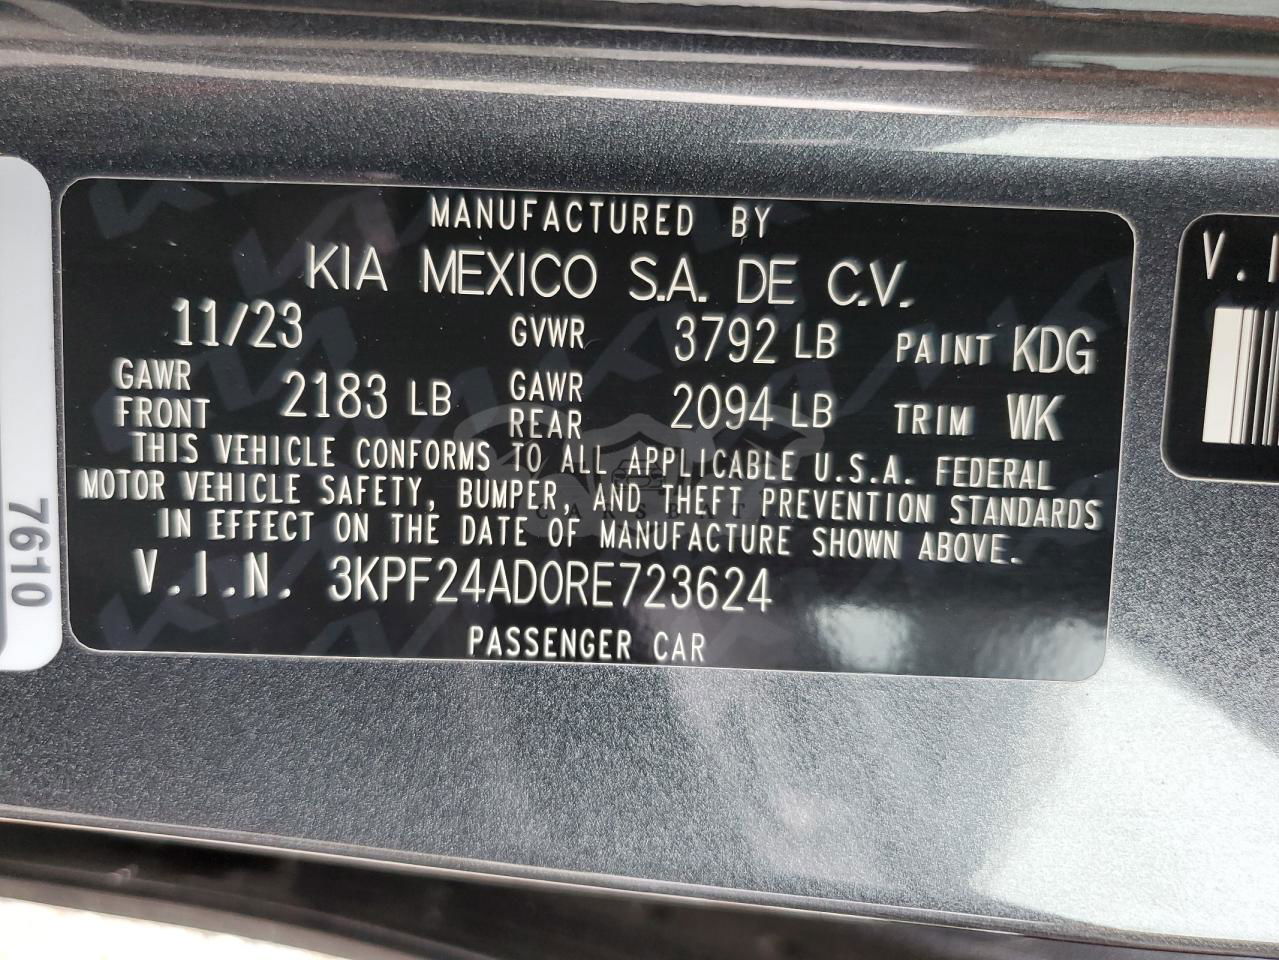 MANUFACTURED BY
KIA MEXICO S.A. DE C.V.
11/23 GVWR 3792 LB PAINT KDG
GAWR FRONT 2183 LB GAWR REAR 2094 LB TRIM WK
THIS VEHICLE CONFORMS TO ALL APPLICABLE U.S.A. FEDERAL
MOTOR VEHICLE SAFETY, BUMPER, AND THEFT PREVENTION STANDARDS
IN EFFECT ON THE DATE OF MANUFACTURE SHOWN ABOVE.
V.I.N. 3KPF24AD0RE723624
PASSENGER CAR
7610
V.I